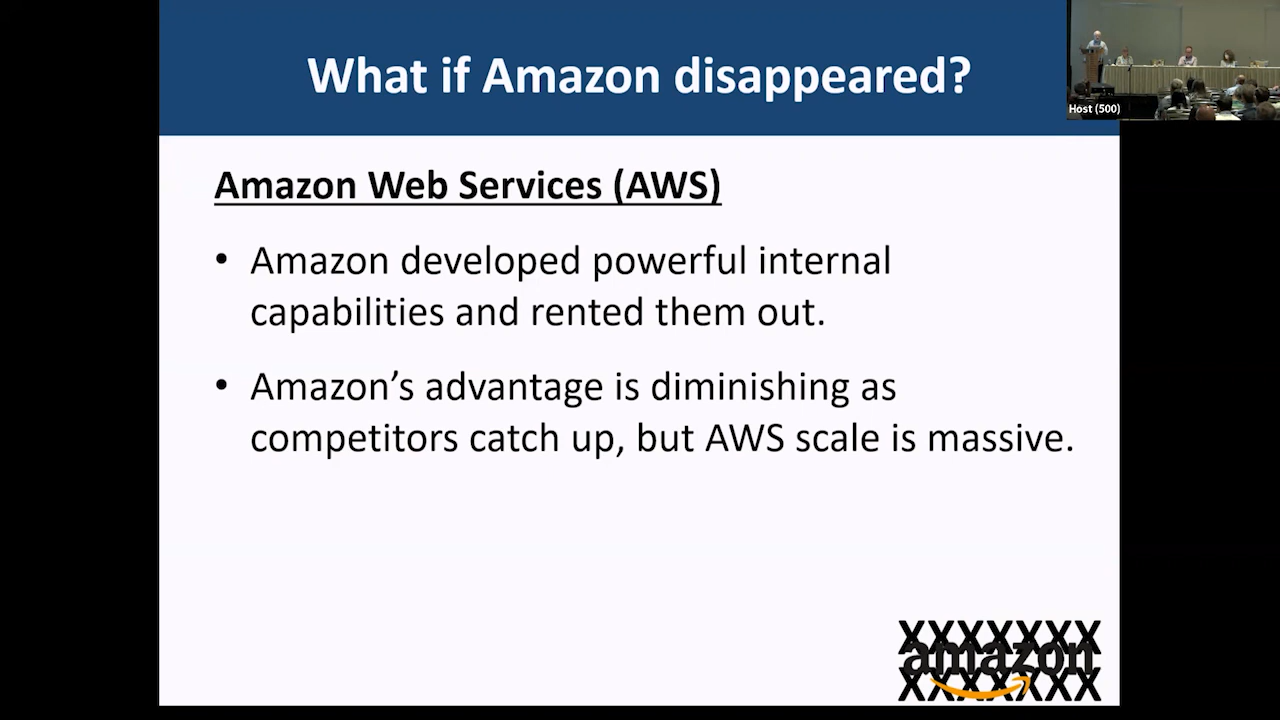 What if Amazon disappeared?
Host (500)
Amazon Web Services (AWS)
• Amazon developed powerful internal
capabilities and rented them out.
• Amazon’s advantage is diminishing as
competitors catch up, but AWS scale is massive.
XXXXXXX
amazon
XXXXXXX